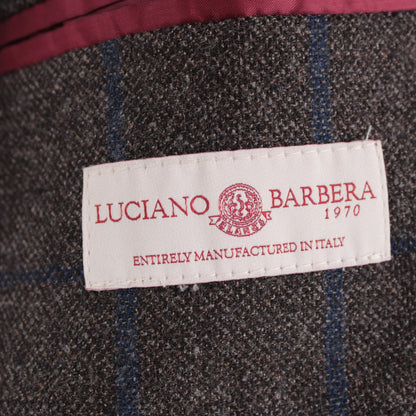 LUCIANO BARBERA
1970
ENTIRELY MANUFACTURED IN ITALY